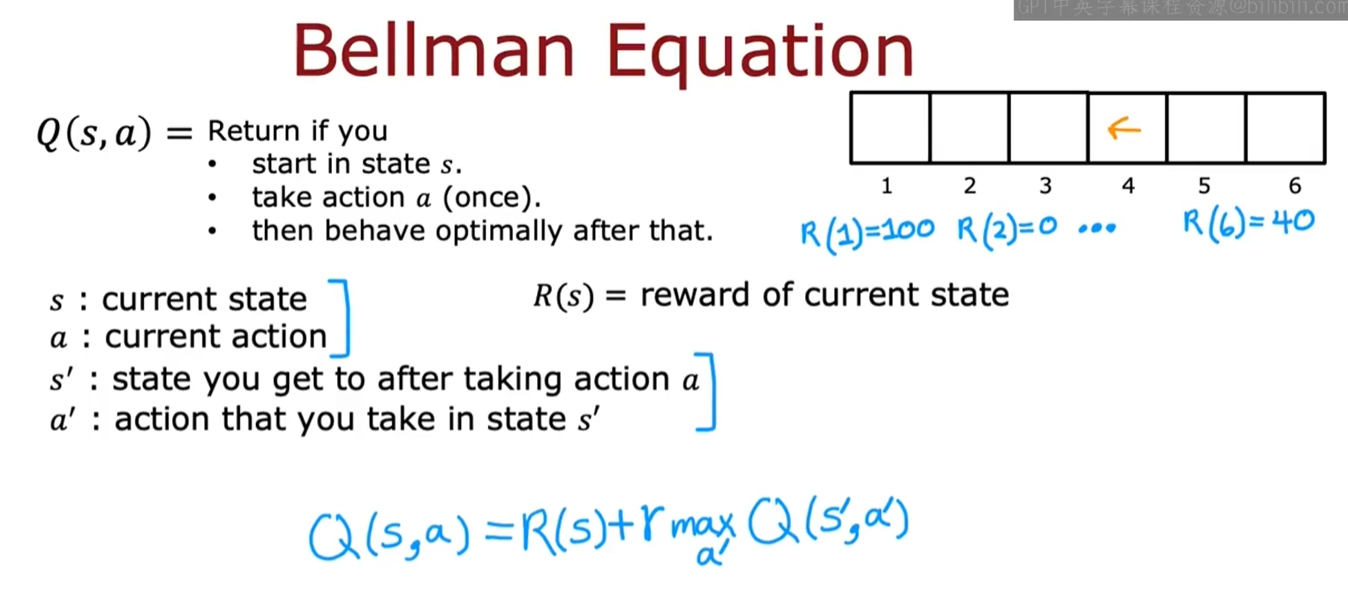 GPT中英字幕课程资源@bilibili.com
Bellman Equation
Q(s, a) = Return if you
• start in state s.
• take action a (once).
• then behave optimally after that.
←
1 2 3 4 5 6
R(1)=100 R(2)=0 ... R(6)=40
s : current state
a : current action
R(s) = reward of current state
s′ : state you get to after taking action a
a′ : action that you take in state s′
Q(s,a) = R(s)+γ max Q(s′,a′)
a′